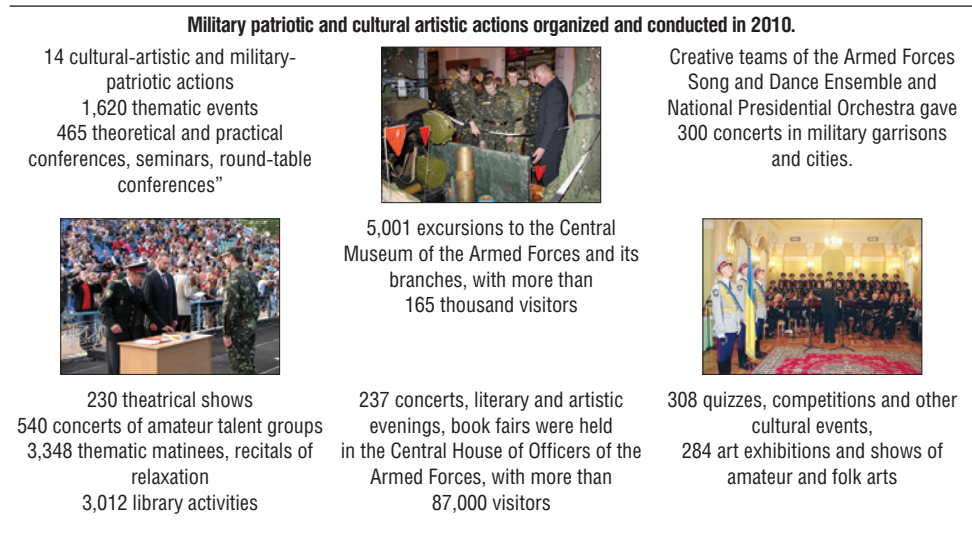 Military patriotic and cultural artistic actions organized and conducted in 2010.
14 cultural-artistic and military-
patriotic actions
1,620 thematic events
465 theoretical and practical
conferences, seminars, round-table
conferences”
5,001 excursions to the Central
Museum of the Armed Forces and its
branches, with more than
165 thousand visitors
Creative teams of the Armed Forces
Song and Dance Ensemble and
National Presidential Orchestra gave
300 concerts in military garrisons
and cities.
230 theatrical shows
540 concerts of amateur talent groups
3,348 thematic matinees, recitals of
relaxation
3,012 library activities
237 concerts, literary and artistic
evenings, book fairs were held
in the Central House of Officers of the
Armed Forces, with more than
87,000 visitors
308 quizzes, competitions and other
cultural events,
284 art exhibitions and shows of
amateur and folk arts